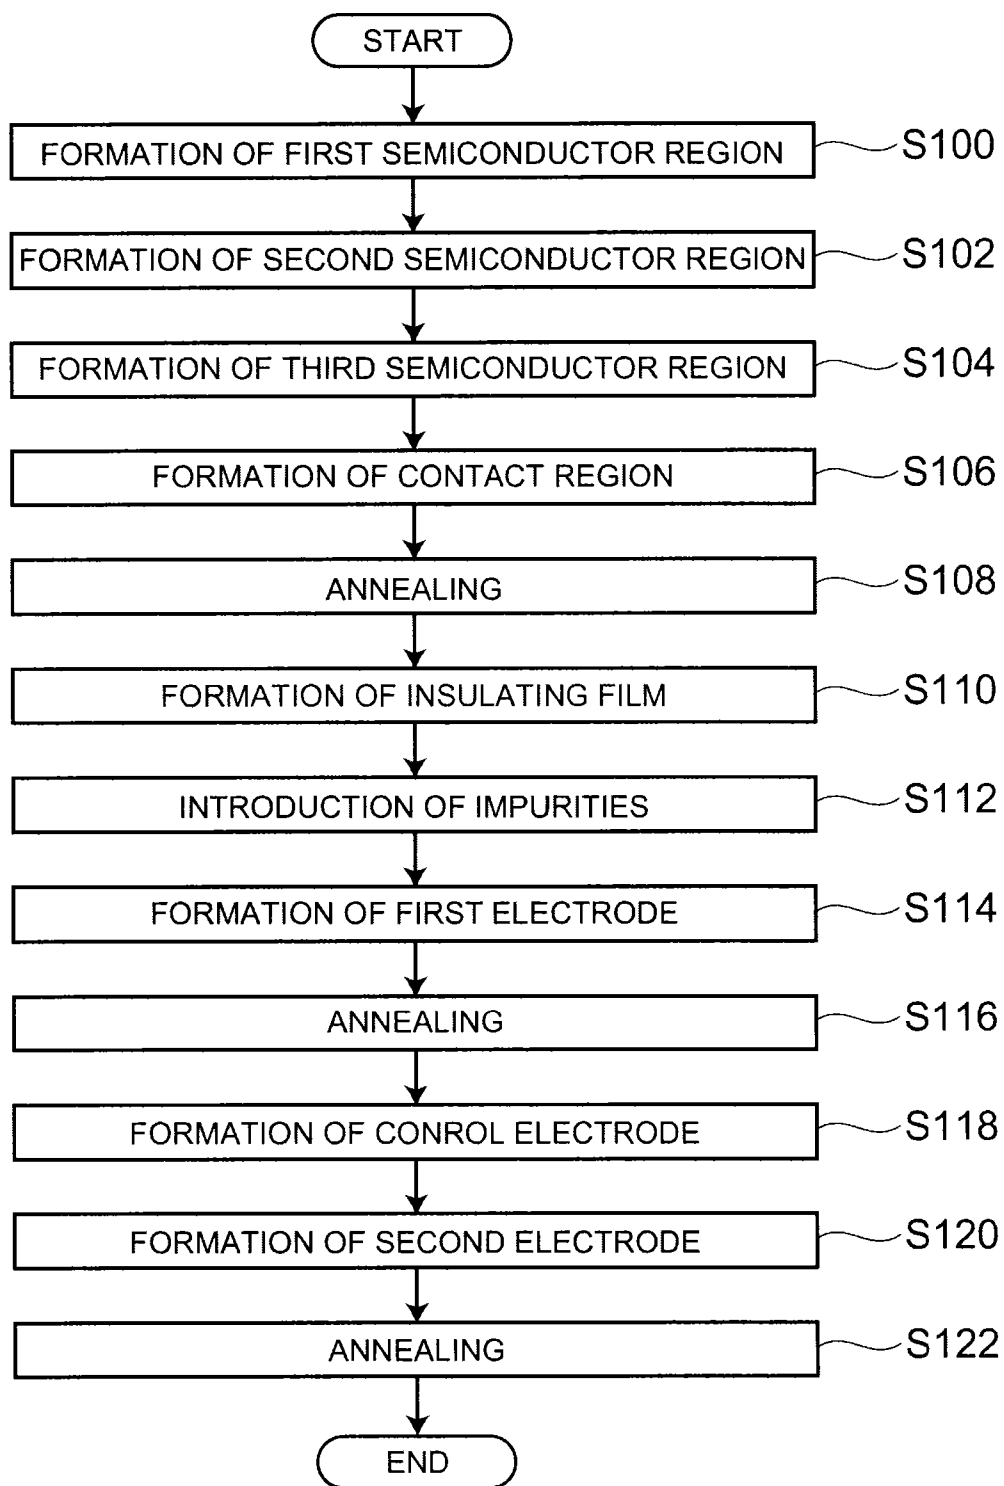 START
FORMATION OF FIRST SEMICONDUCTOR REGION S100
FORMATION OF SECOND SEMICONDUCTOR REGION S102
FORMATION OF THIRD SEMICONDUCTOR REGION S104
FORMATION OF CONTACT REGION S106
ANNEALING S108
FORMATION OF INSULATING FILM S110
INTRODUCTION OF IMPURITIES S112
FORMATION OF FIRST ELECTRODE S114
ANNEALING S116
FORMATION OF CONROL ELECTRODE S118
FORMATION OF SECOND ELECTRODE S120
ANNEALING S122
END